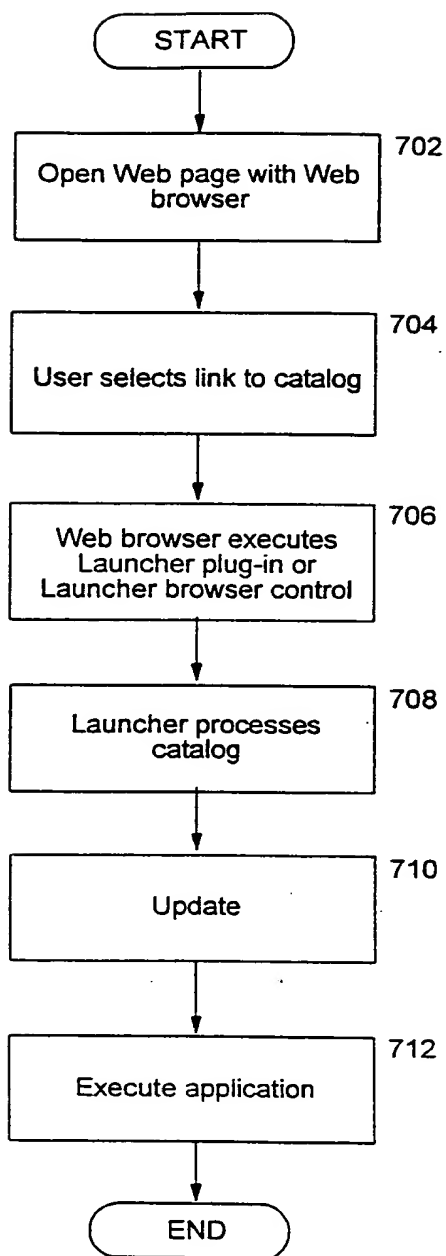 START
702
Open Web page with Web
browser
704
User selects link to catalog
706
Web browser executes
Launcher plug-in or
Launcher browser control
708
Launcher processes
catalog
710
Update
712
Execute application
END